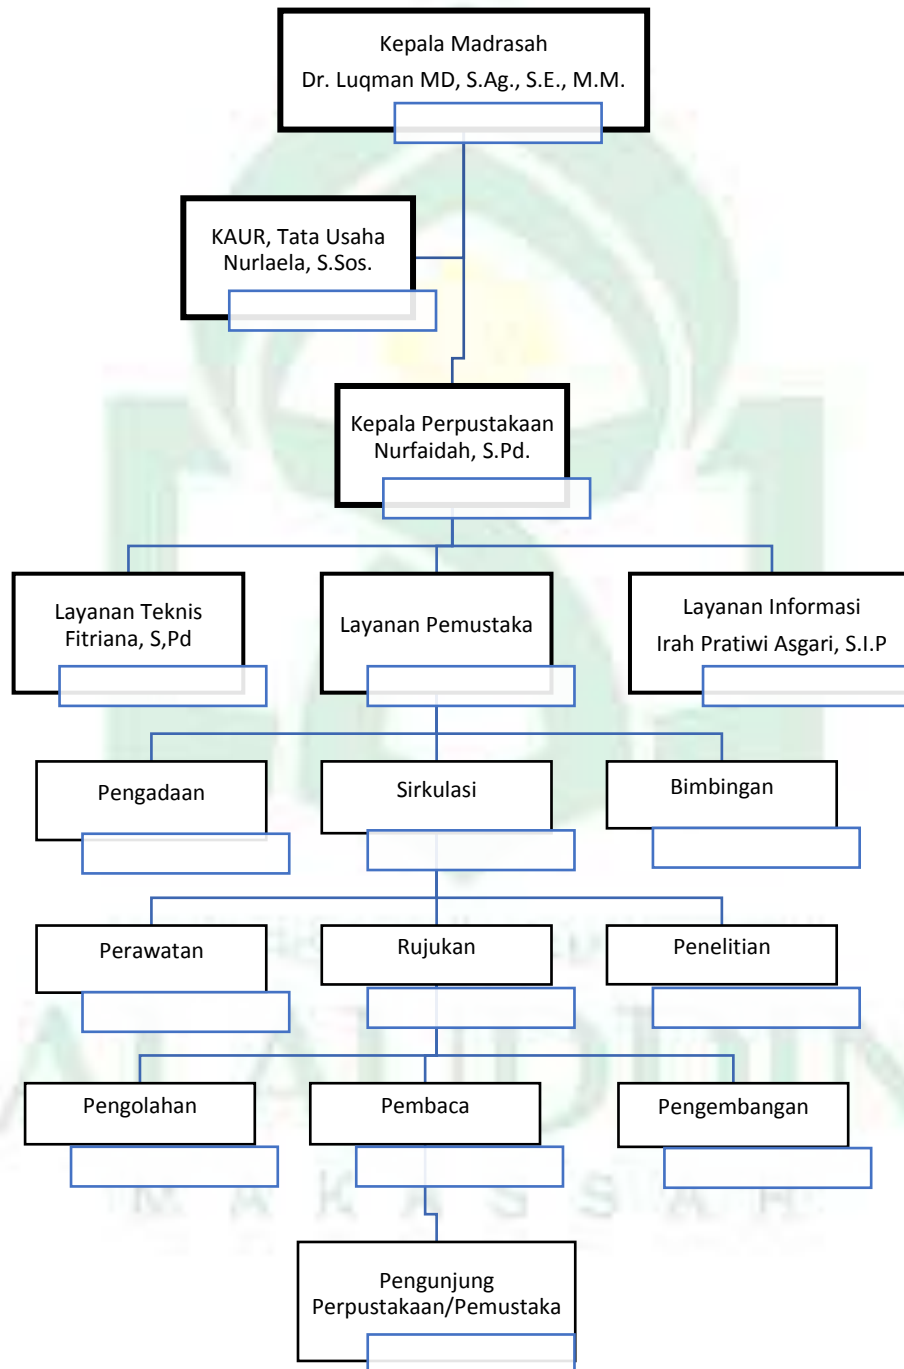 Kepala Madrasah
Dr. Luqman MD, S.Ag., S.E., M.M.
KAUR, Tata Usaha
Nurlaela, S.Sos.
Kepala Perpustakaan
Nurfaidah, S.Pd.
Layanan Teknis
Fitriana, S,Pd
Layanan Pemustaka
Layanan Informasi
Irah Pratiwi Asgari, S.I.P
Pengadaan
Sirkulasi
Bimbingan
Perawatan
Rujukan
Penelitian
ALAUDDIN
Pengolahan
Pembaca
Pengembangan
MAKASSAR
Pengunjung
Perpustakaan/Pemustaka